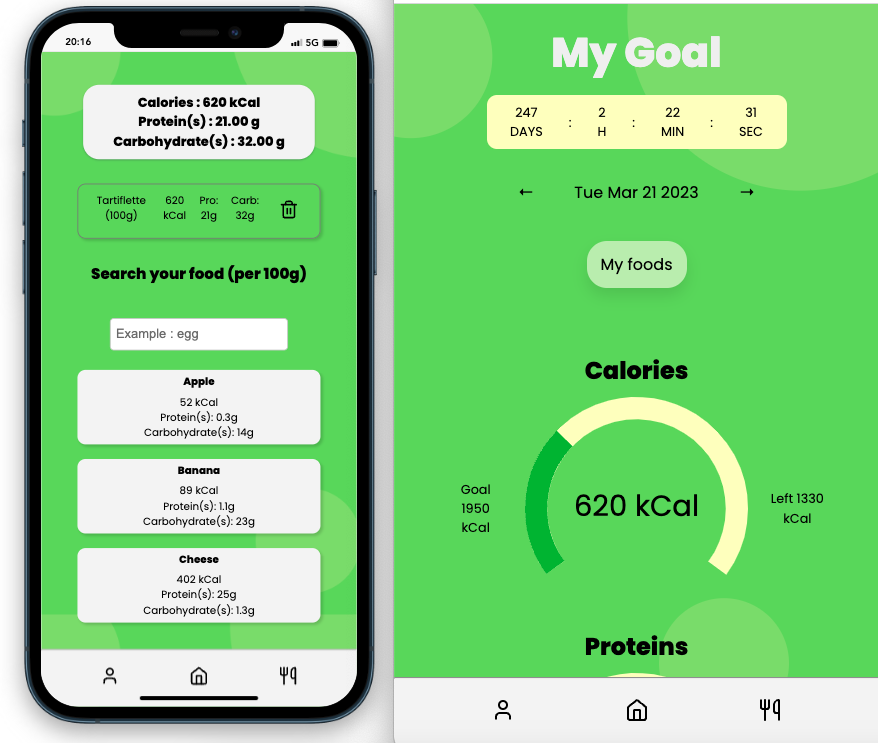 20:16
5G
Calories : 620 kCal
Protein(s) : 21.00 g
Carbohydrate(s) : 32.00 g
Tartiflette 620 Pro: Carb:
(100g) kCal 21g 32g
Search your food (per 100g)
Example : egg
Apple
52 kCal
Protein(s): 0.3g
Carbohydrate(s): 14g
Banana
89 kCal
Protein(s): 1.1g
Carbohydrate(s): 23g
Cheese
402 kCal
Protein(s): 25g
Carbohydrate(s): 1.3g
My Goal
247 : 2 : 22 : 31
DAYS H MIN SEC
← Tue Mar 21 2023 →
My foods
Calories
Goal
1950
kCal
620 kCal
Left 1330
kCal
Proteins